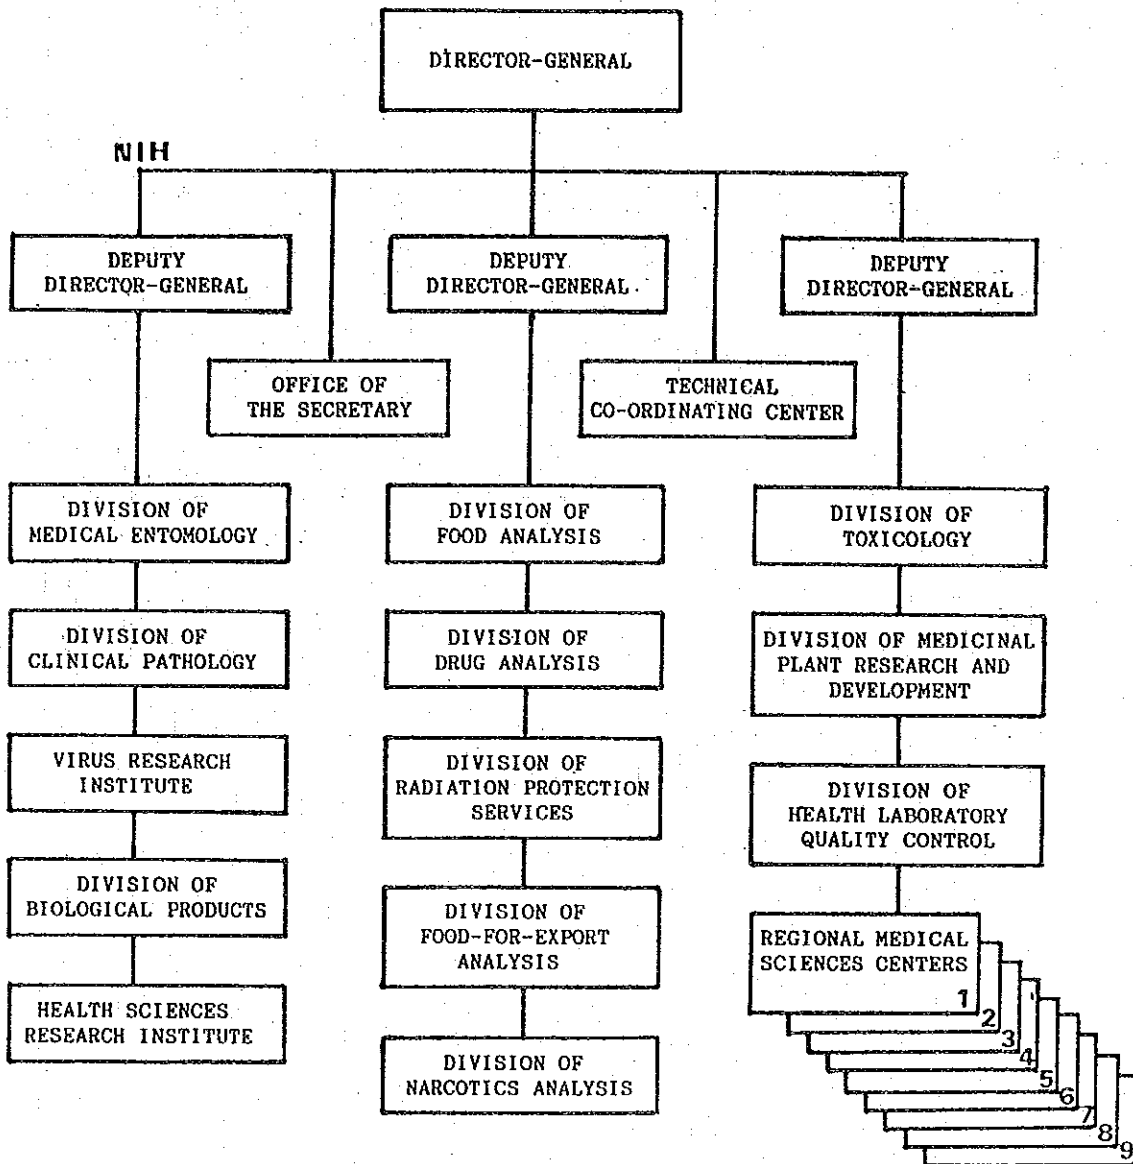 DIRECTOR-GENERAL
NIH
DEPUTY
DIRECTOR-GENERAL
DEPUTY
DIRECTOR-GENERAL
DEPUTY
DIRECTOR-GENERAL
OFFICE OF
THE SECRETARY
TECHNICAL
CO-ORDINATING CENTER
DIVISION OF
MEDICAL ENTOMOLOGY
DIVISION OF
FOOD ANALYSIS
DIVISION OF
TOXICOLOGY
DIVISION OF
CLINICAL PATHOLOGY
DIVISION OF
DRUG ANALYSIS
DIVISION OF MEDICINAL
PLANT RESEARCH AND
DEVELOPMENT
VIRUS RESEARCH
INSTITUTE
DIVISION OF
RADIATION PROTECTION
SERVICES
DIVISION OF
HEALTH LABORATORY
QUALITY CONTROL
DIVISION OF
BIOLOGICAL PRODUCTS
DIVISION OF
FOOD-FOR-EXPORT
ANALYSIS
REGIONAL MEDICAL
SCIENCES CENTERS
1
2
3
4
5
6
7
8
9
HEALTH SCIENCES
RESEARCH INSTITUTE
DIVISION OF
NARCOTICS ANALYSIS